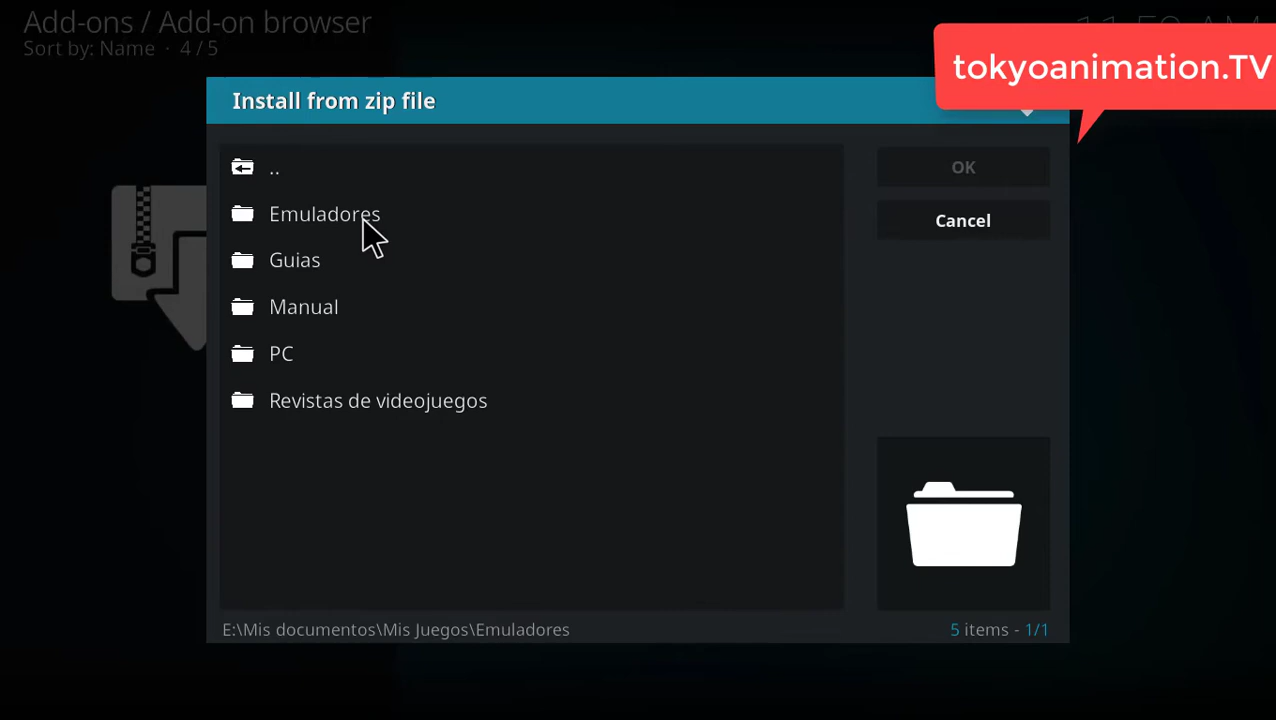 Add-ons / Add-on browser
Sort by: Name · 4 / 5
tokyoanimation.TV
Install from zip file
..
OK
Emuladores
Cancel
Guias
Manual
PC
Revistas de videojuegos
E:\Mis documentos\Mis Juegos\Emuladores
5 items - 1/1